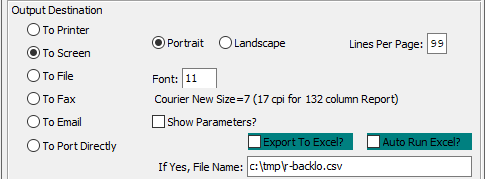 Output Destination
To Printer
To Screen
Portrait
Landscape
Lines Per Page: 99
To File
Font: 11
To Fax
Courier New Size=7 (17 cpi for 132 column Report)
To Email
Show Parameters?
To Port Directly
Export To Excel?
Auto Run Excel?
If Yes, File Name: c:\tmp\r-backlo.csv